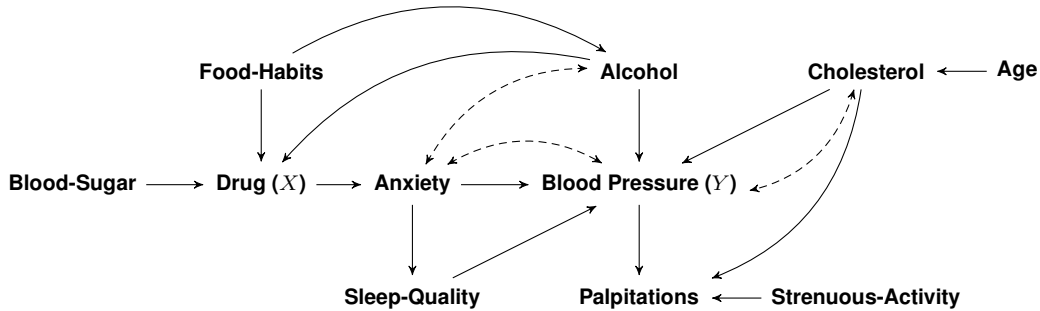 Food-Habits
Alcohol
Cholesterol
Age
Blood-Sugar
Drug (X)
Anxiety
Blood Pressure (Y)
Sleep-Quality
Palpitations
Strenuous-Activity